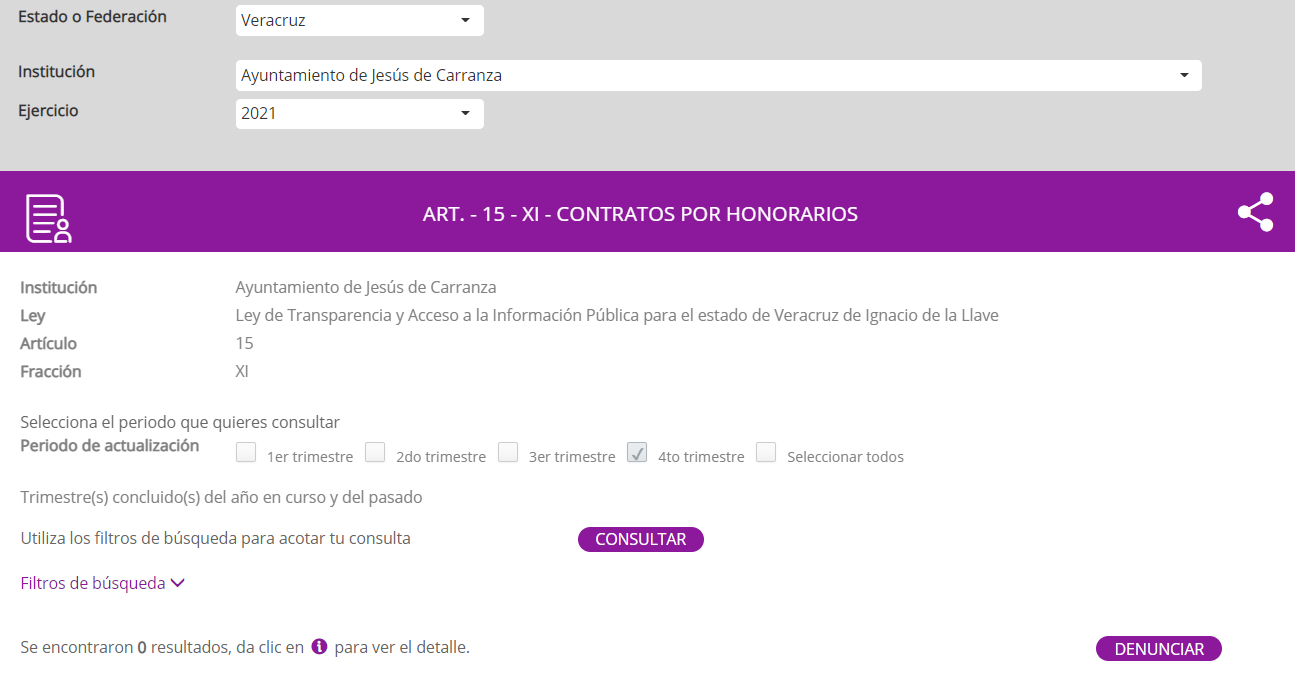 Estado o Federación Veracruz
Institución Ayuntamiento de Jesús de Carranza
Ejercicio 2021
ART. - 15 - XI - CONTRATOS POR HONORARIOS
Institución Ayuntamiento de Jesús de Carranza
Ley Ley de Transparencia y Acceso a la Información Pública para el estado de Veracruz de Ignacio de la Llave
Artículo 15
Fracción XI
Selecciona el periodo que quieres consultar
Periodo de actualización 1er trimestre 2do trimestre 3er trimestre 4to trimestre Seleccionar todos
Trimestre(s) concluido(s) del año en curso y del pasado
Utiliza los filtros de búsqueda para acotar tu consulta CONSULTAR
Filtros de búsqueda
Se encontraron 0 resultados, da clic en i para ver el detalle. DENUNCIAR